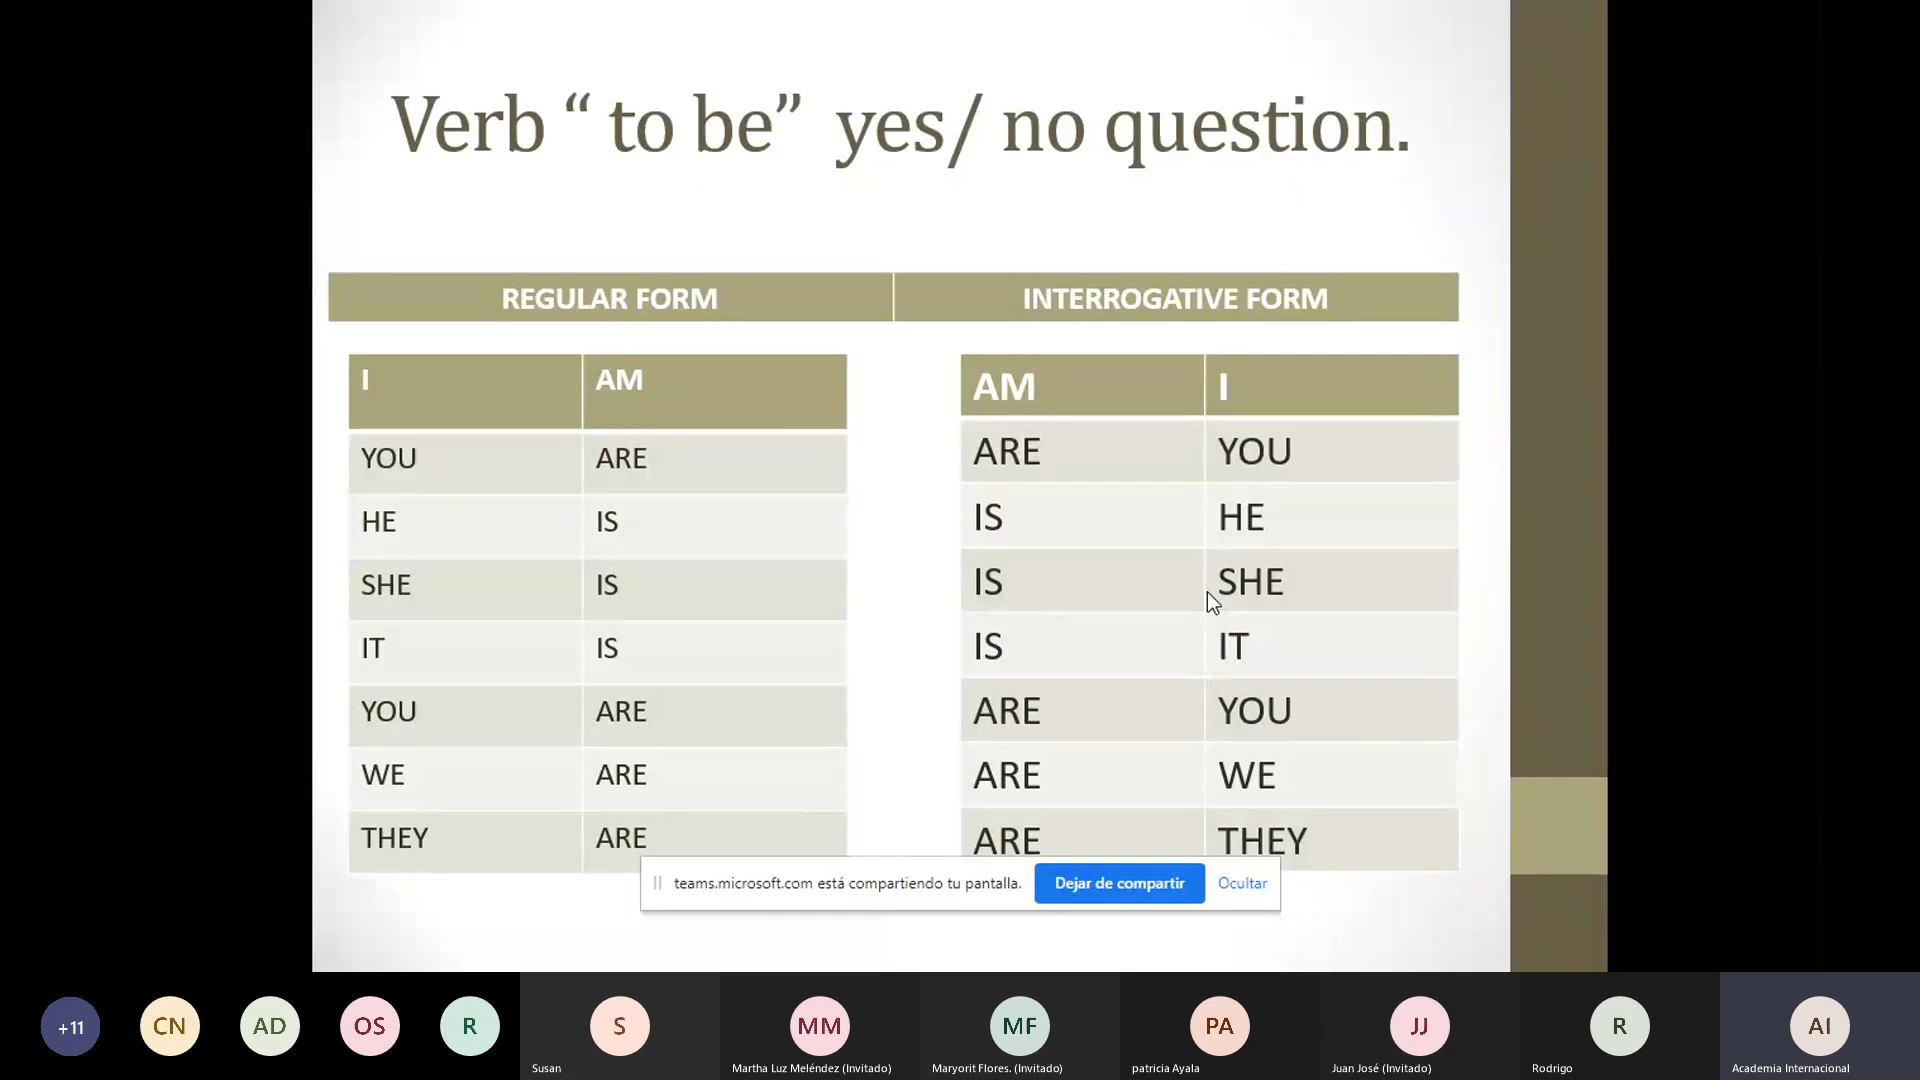 Verb “ to be”  yes/ no question.
REGULAR FORM INTERROGATIVE FORM
I AM
YOU ARE
HE IS
SHE IS
IT IS
YOU ARE
WE ARE
THEY ARE
AM I
ARE YOU
IS HE
IS SHE
IS IT
ARE YOU
ARE WE
ARE THEY
teams.microsoft.com está compartiendo tu pantalla. Dejar de compartir Ocultar
+11 CN AD OS R S MM MF PA JJ R AI
Susan Martha Luz Meléndez (Invitado) Maryorit Flores. (Invitado) patricia Ayala Juan José (Invitado) Rodrigo Academia Internacional